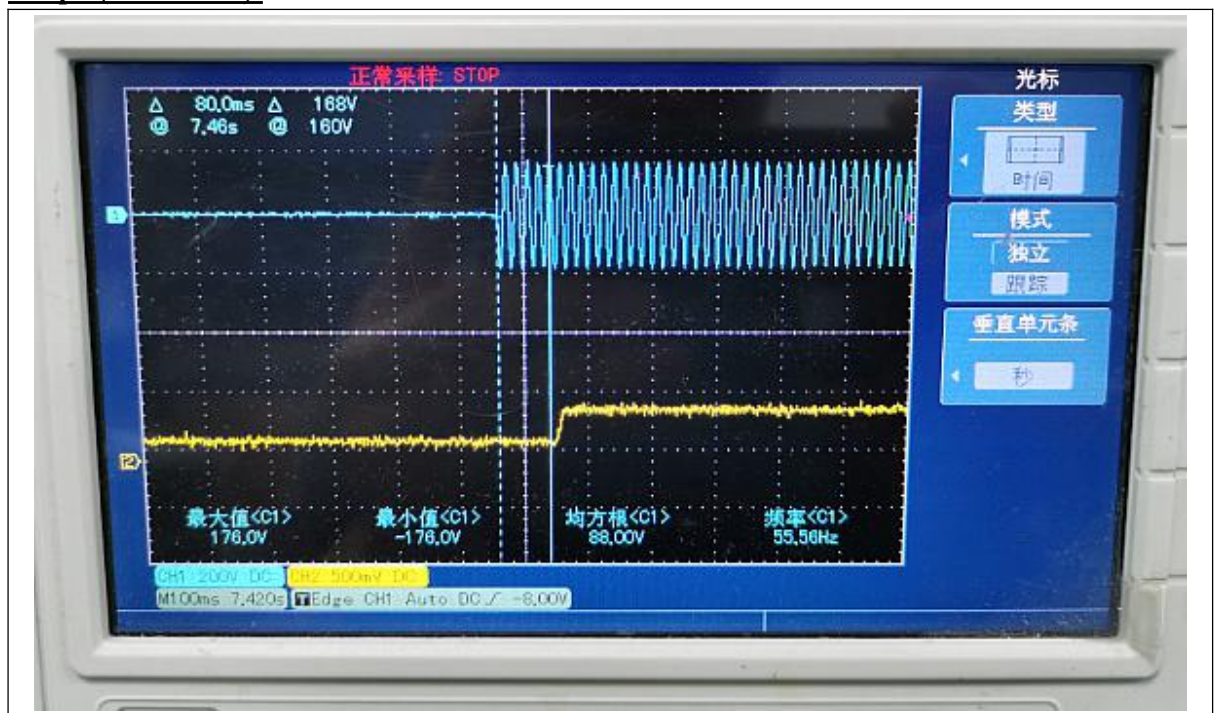 正常采样: STOP
光标
△ 80.0ms △ 168V
@ 7.46s @ 160V
类型
时间
1
模式
独立
跟踪
垂直单元条
秒
2
最大值<C1> 最小值<C1> 均方根<C1> 频率<C1>
176.0V -176.0V 88.00V 55.56Hz
CH1 200V DC CH2 500mV DC
M100ms 7.420s T Edge CH1 Auto DC -8.00V